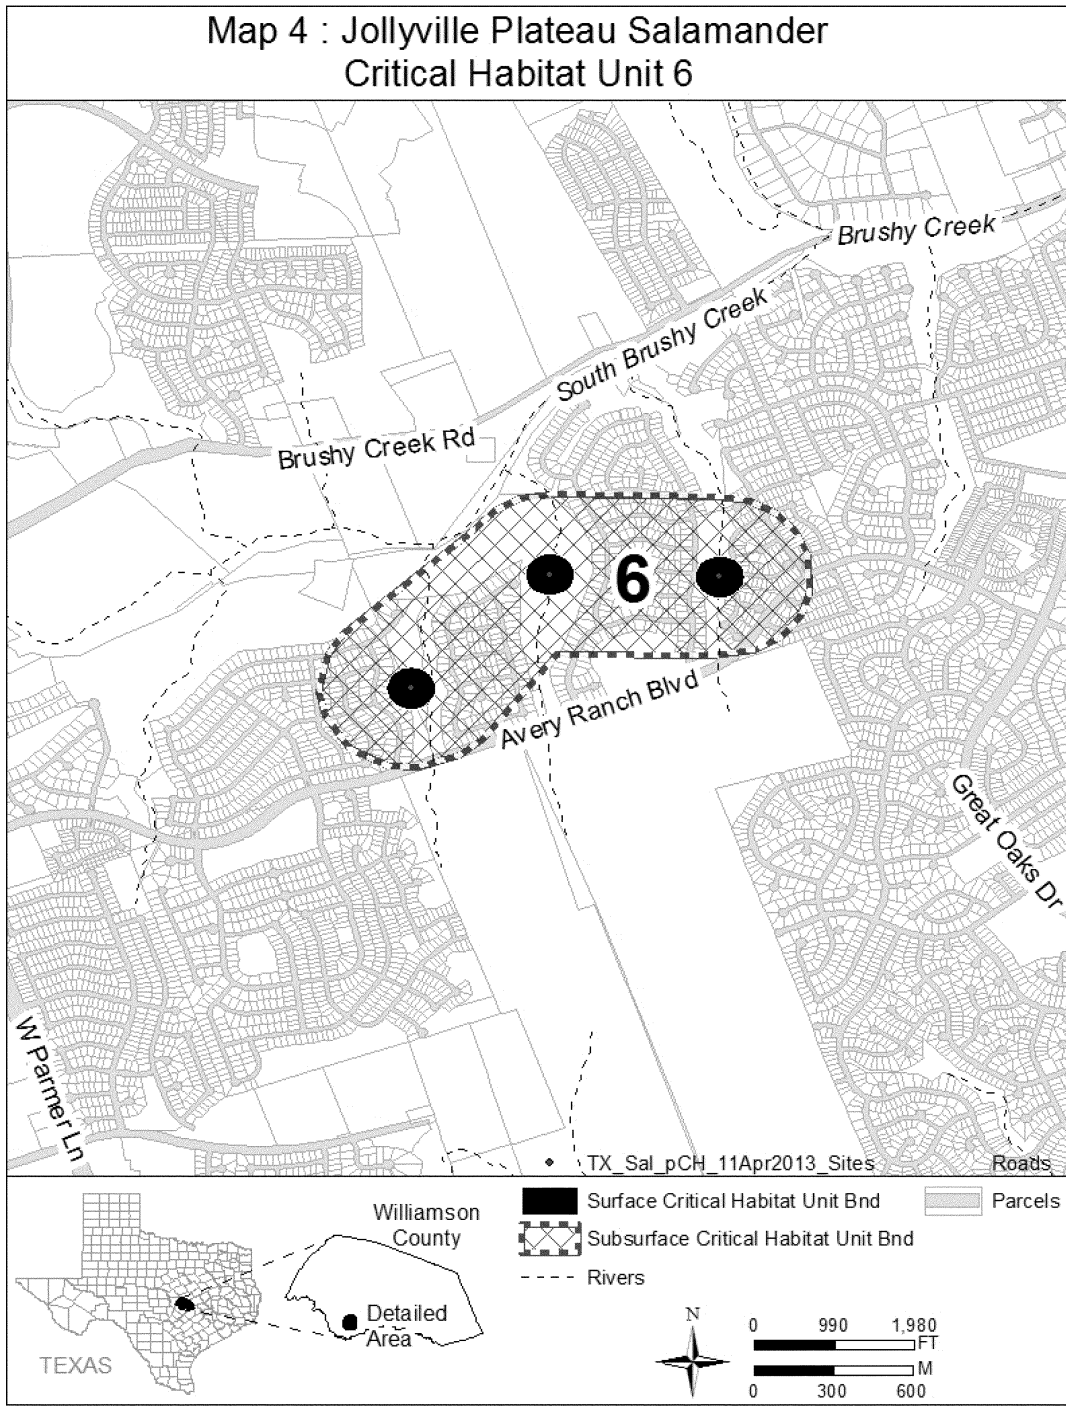 Map 4 : Jollyville Plateau Salamander
Critical Habitat Unit 6
Brushy Creek
South Brushy Creek
Brushy Creek Rd
6
Avery Ranch Blvd
Great Oaks Dr
W Parmer Ln
TX_Sal_pCH_11Apr2013_Sites
Roads
Surface Critical Habitat Unit Bnd
Parcels
Subsurface Critical Habitat Unit Bnd
Rivers
Williamson
County
Detailed
Area
TEXAS
N
0 990 1,980
FT
M
0 300 600